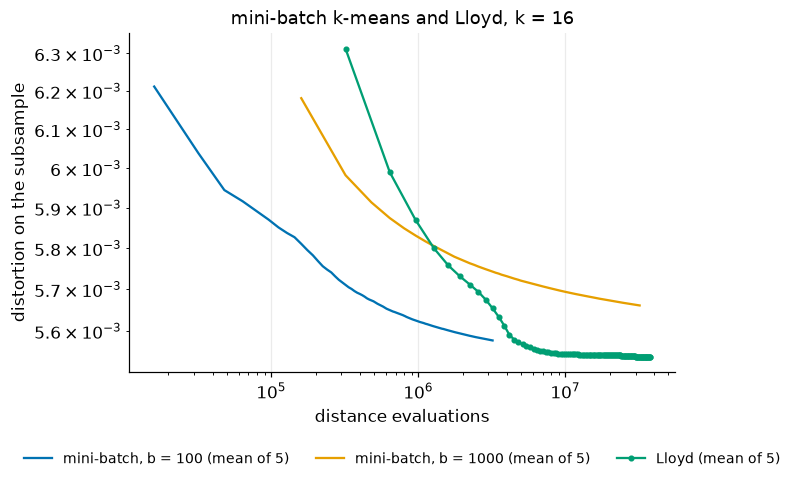 mini-batch k-means and Lloyd, k = 16
distortion on the subsample
6.3 × 10⁻³
6.2 × 10⁻³
6.1 × 10⁻³
6 × 10⁻³
5.9 × 10⁻³
5.8 × 10⁻³
5.7 × 10⁻³
5.6 × 10⁻³
10⁵ 10⁶ 10⁷
distance evaluations
mini-batch, b = 100 (mean of 5) mini-batch, b = 1000 (mean of 5) Lloyd (mean of 5)